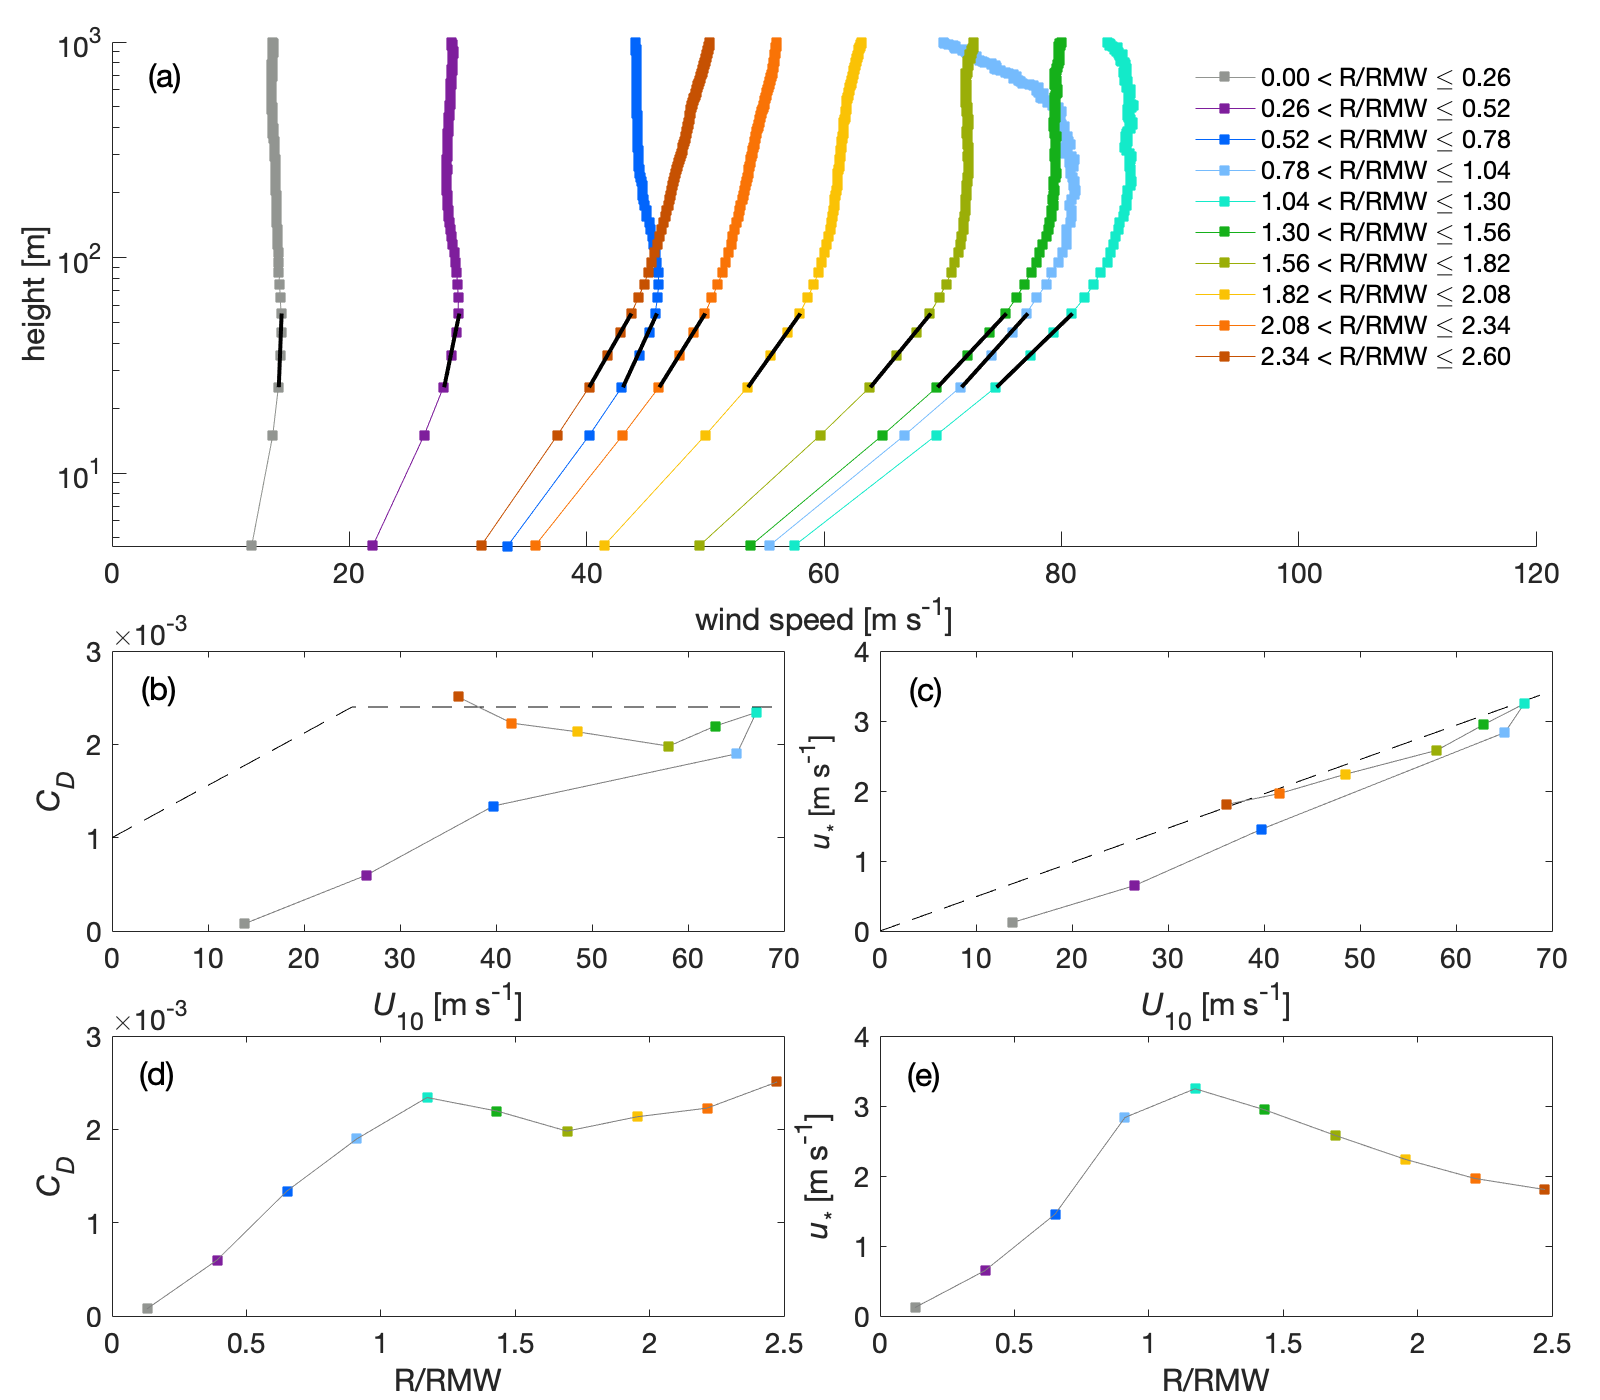 10³
(a)
10²
10¹
height [m]
0 20 40 60 80 100 120
wind speed [m s⁻¹]
0.00 < R/RMW ≤ 0.26
0.26 < R/RMW ≤ 0.52
0.52 < R/RMW ≤ 0.78
0.78 < R/RMW ≤ 1.04
1.04 < R/RMW ≤ 1.30
1.30 < R/RMW ≤ 1.56
1.56 < R/RMW ≤ 1.82
1.82 < R/RMW ≤ 2.08
2.08 < R/RMW ≤ 2.34
2.34 < R/RMW ≤ 2.60
×10⁻³
3
2
1
0
(b)
C_D
0 10 20 30 40 50 60 70
U₁₀ [m s⁻¹]
4
3
2
1
0
(c)
u_* [m s⁻¹]
0 10 20 30 40 50 60 70
U₁₀ [m s⁻¹]
×10⁻³
3
2
1
0
(d)
C_D
0 0.5 1 1.5 2 2.5
R/RMW
4
3
2
1
0
(e)
u_* [m s⁻¹]
0 0.5 1 1.5 2 2.5
R/RMW